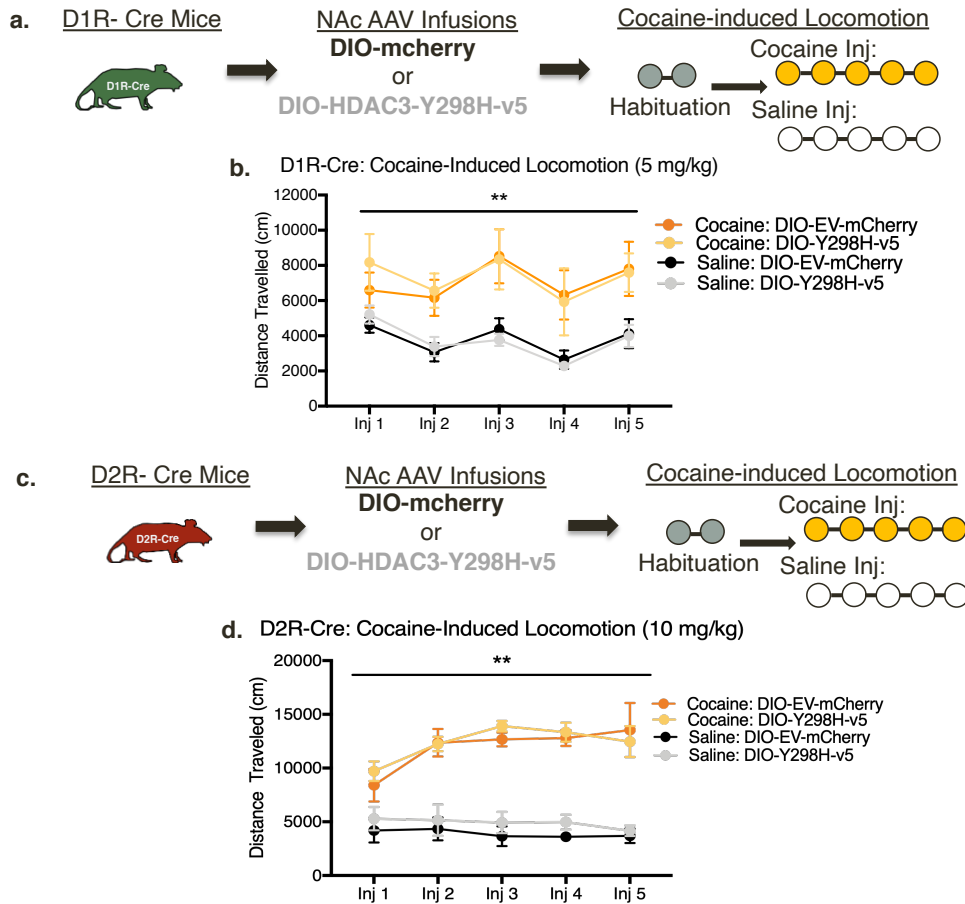 a.
D1R- Cre Mice
NAc AAV Infusions
Cocaine-induced Locomotion
D1R-Cre
DIO-mcherry
or
DIO-HDAC3-Y298H-v5
Habituation
Cocaine Inj:
Saline Inj:
b.
D1R-Cre: Cocaine-Induced Locomotion (5 mg/kg)
Distance Travelled (cm)
12000
10000
8000
6000
4000
2000
0
**
Inj 1
Inj 2
Inj 3
Inj 4
Inj 5
Cocaine: DIO-EV-mCherry
Cocaine: DIO-Y298H-v5
Saline: DIO-EV-mCherry
Saline: DIO-Y298H-v5
c.
D2R- Cre Mice
NAc AAV Infusions
Cocaine-induced Locomotion
D2R-Cre
DIO-mcherry
or
DIO-HDAC3-Y298H-v5
Habituation
Cocaine Inj:
Saline Inj:
d.
D2R-Cre: Cocaine-Induced Locomotion (10 mg/kg)
Distance Traveled (cm)
20000
15000
10000
5000
0
**
Inj 1
Inj 2
Inj 3
Inj 4
Inj 5
Cocaine: DIO-EV-mCherry
Cocaine: DIO-Y298H-v5
Saline: DIO-EV-mCherry
Saline: DIO-Y298H-v5